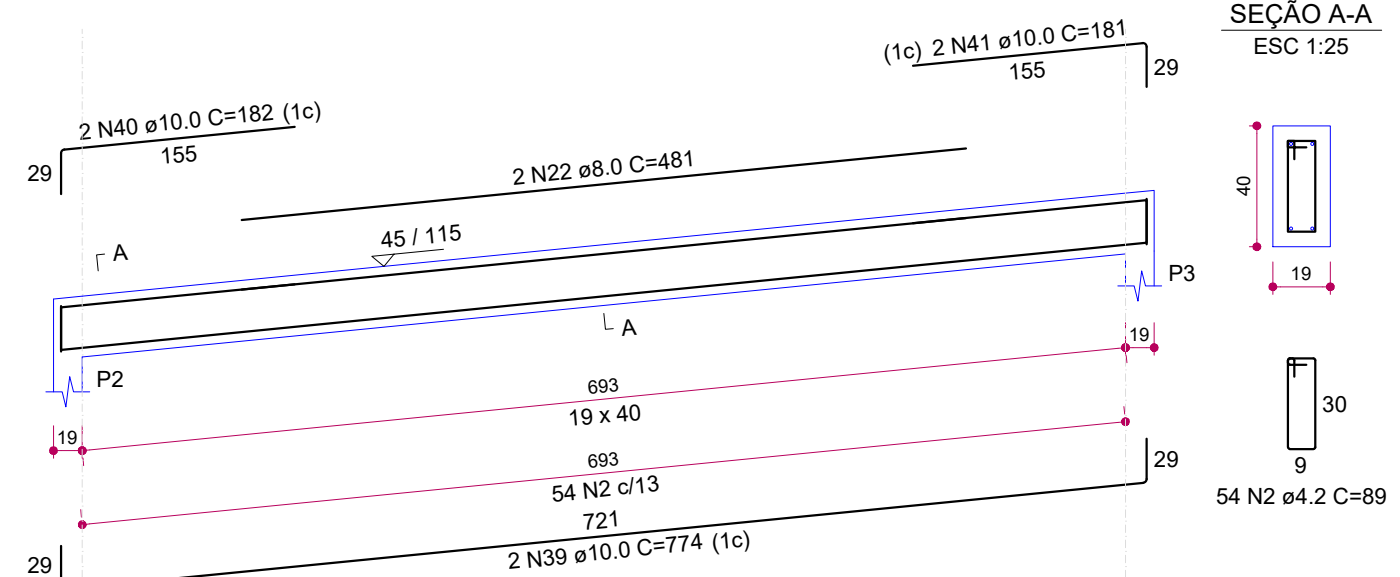 SEÇÃO A-A
ESC 1:25
(1c) 2 N41 ø10.0 C=181
155
29
2 N40 ø10.0 C=182 (1c)
155
29
2 N22 ø8.0 C=481
45 / 115
A
A
P3
P2
40
19
19
19
693
19 x 40
693
54 N2 c/13
721
2 N39 ø10.0 C=774 (1c)
29
29
30
9
54 N2 ø4.2 C=89